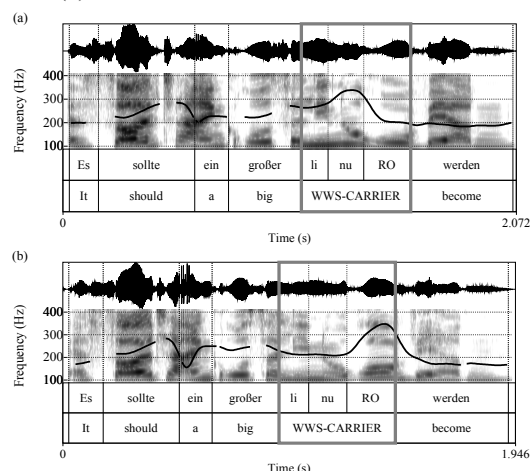 (a)
Frequency (Hz)
400
300
200
100
Es sollte ein großer li nu RO werden
It should a big WWS-CARRIER become
0 2.072
Time (s)
(b)
Frequency (Hz)
400
300
200
100
Es sollte ein großer li nu RO werden
It should a big WWS-CARRIER become
0 1.946
Time (s)